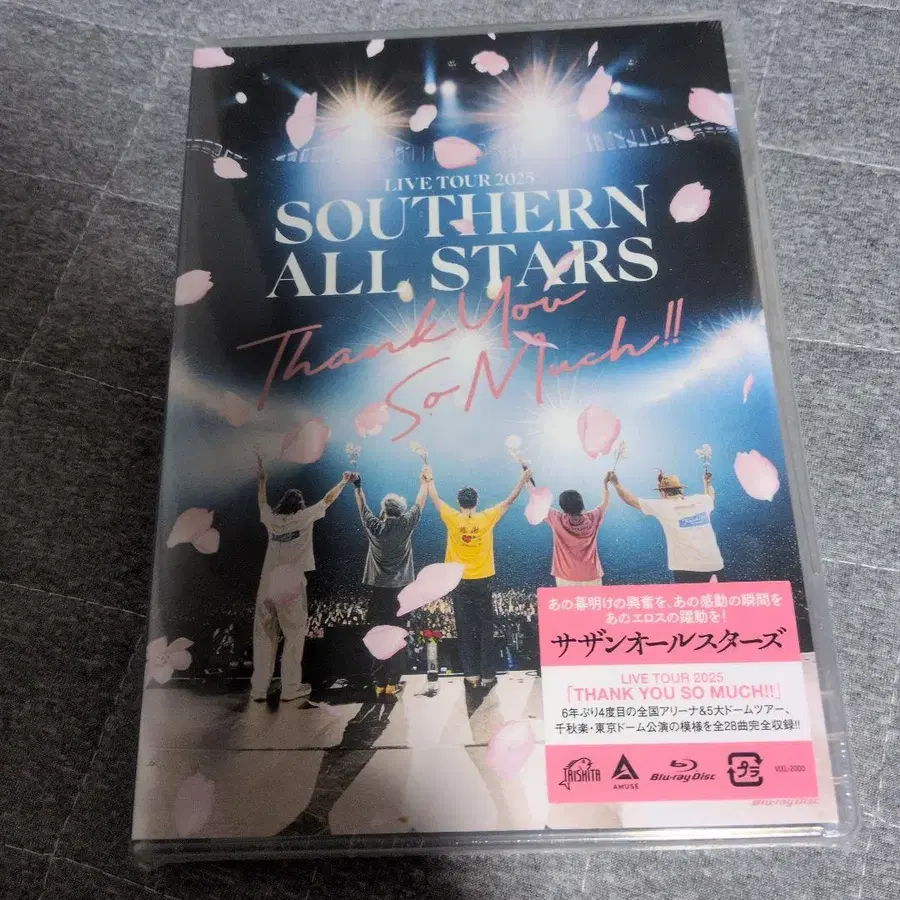 LIVE TOUR 2025
SOUTHERN
ALL STARS
Thank You
So Much!!
あの幕明けの興奮を、あの感動の瞬間を
あのエロスの躍動を!
サザンオールスターズ
LIVE TOUR 2025
「THANK YOU SO MUCH!!」
6年ぶり4度目の全国アリーナ&5大ドームツアー、
千秋楽・東京ドーム公演の模様を全28曲完全収録!!
TAISHITA
AMUSE
Blu-ray Disc
プラ
Blu-ray Disc